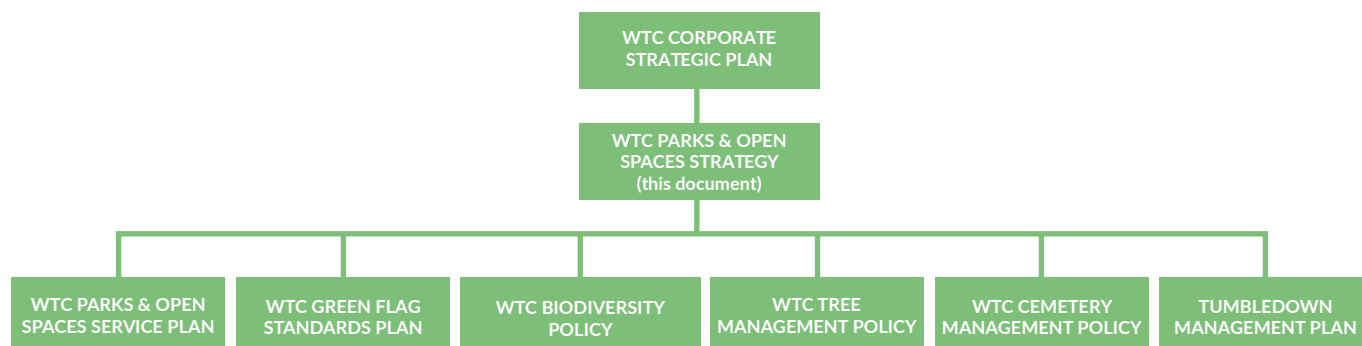 WTC CORPORATE
STRATEGIC PLAN
WTC PARKS & OPEN
SPACES STRATEGY
(this document)
WTC PARKS & OPEN
SPACES SERVICE PLAN
WTC GREEN FLAG
STANDARDS PLAN
WTC BIODIVERSITY
POLICY
WTC TREE
MANAGEMENT POLICY
WTC CEMETERY
MANAGEMENT POLICY
TUMBLEDOWN
MANAGEMENT PLAN